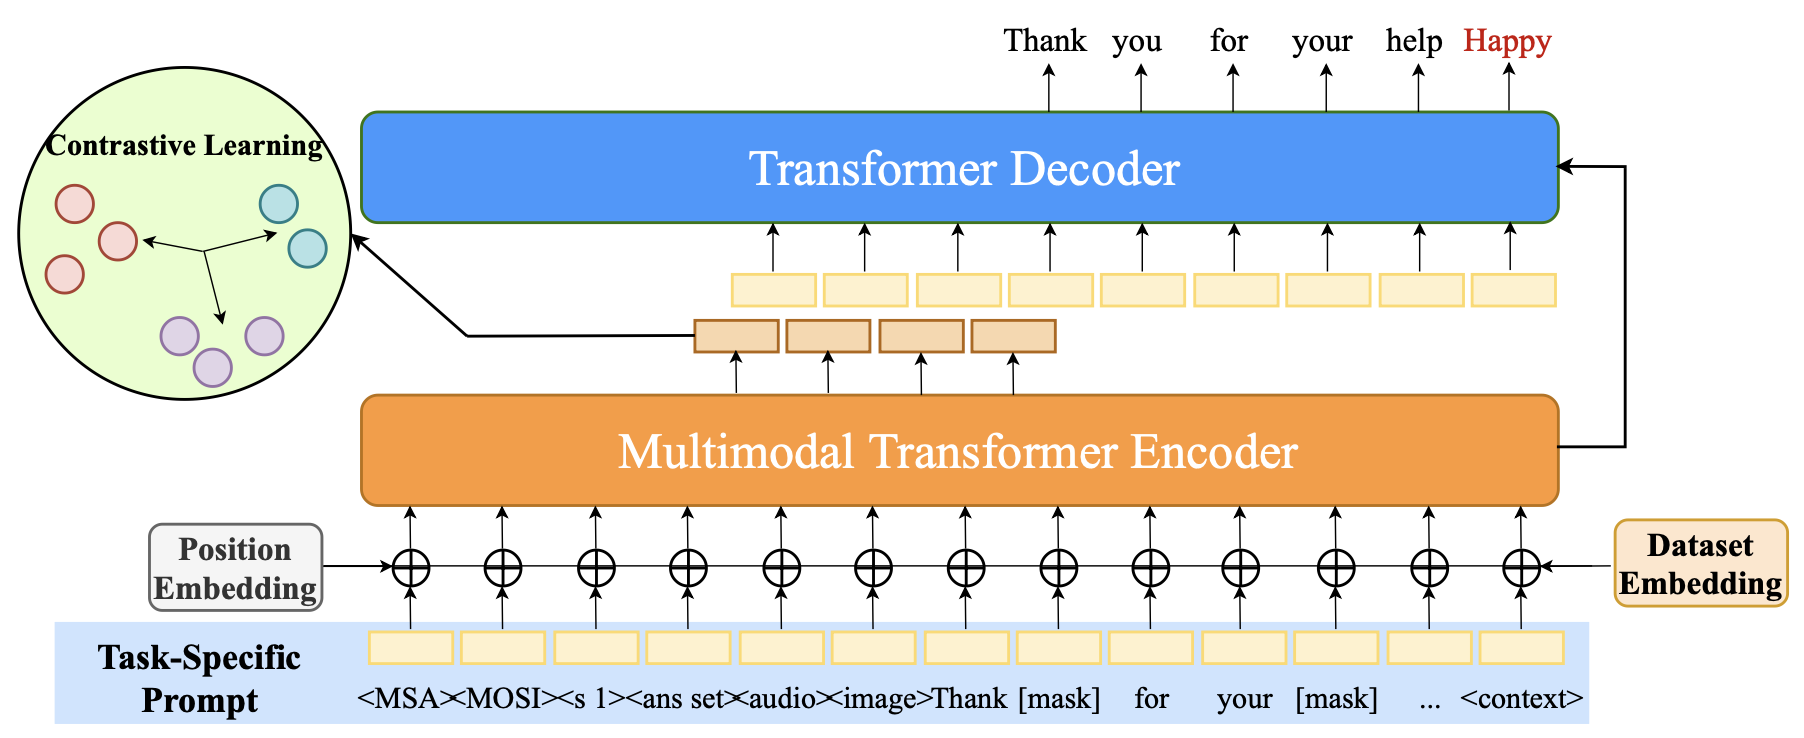 Thank you for your help Happy
Contrastive Learning
Transformer Decoder
Multimodal Transformer Encoder
Position
Embedding
Dataset
Embedding
Task-Specific
Prompt
<MSA> <MOSI> <s 1> <ans set> <audio> <image> Thank [mask] for your [mask] ... <context>